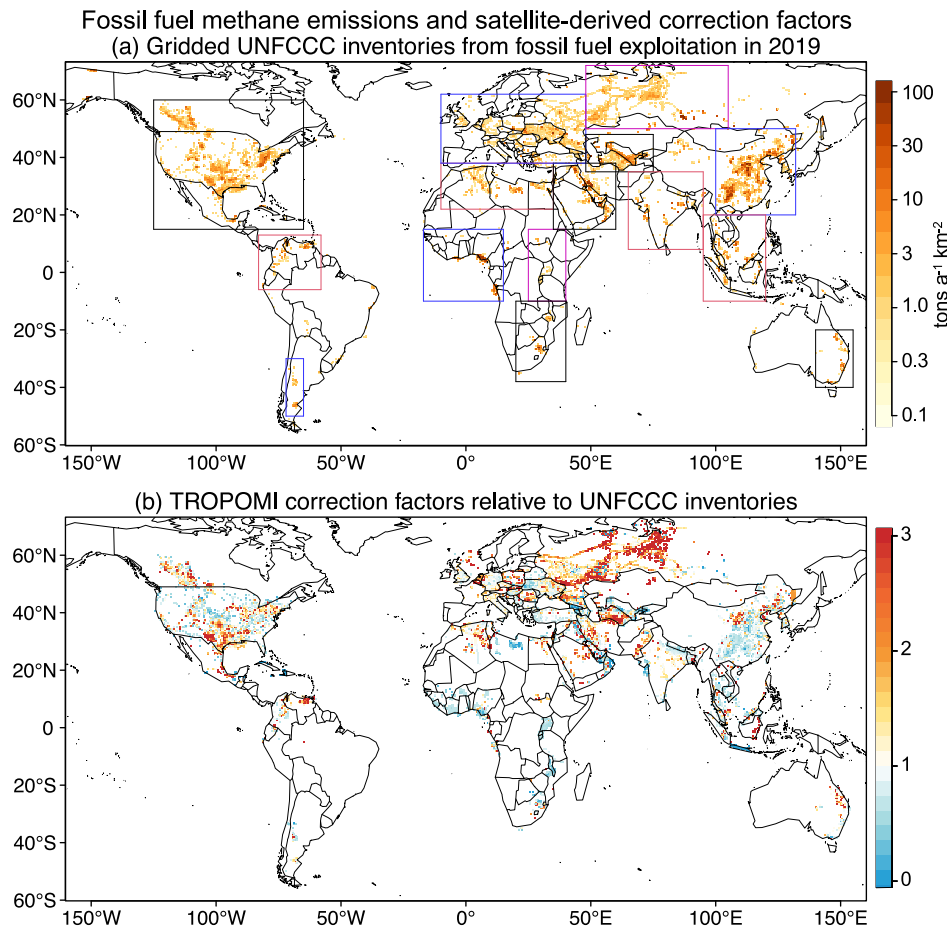 Fossil fuel methane emissions and satellite-derived correction factors
(a) Gridded UNFCCC inventories from fossil fuel exploitation in 2019
60°N
40°N
20°N
0
20°S
40°S
60°S
150°W 100°W 50°W 0° 50°E 100°E 150°E
100
30
10
3
1.0
0.3
0.1
tons a-1 km-2
(b) TROPOMI correction factors relative to UNFCCC inventories
60°N
40°N
20°N
0
20°S
40°S
60°S
150°W 100°W 50°W 0° 50°E 100°E 150°E
3
2
1
0